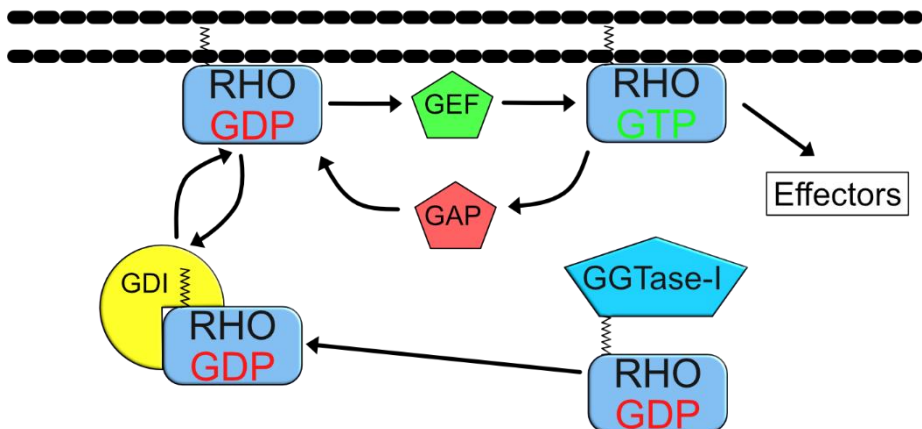 RHO
GDP
GEF
RHO
GTP
GAP
Effectors
GDI
RHO
GDP
GGTase-I
RHO
GDP